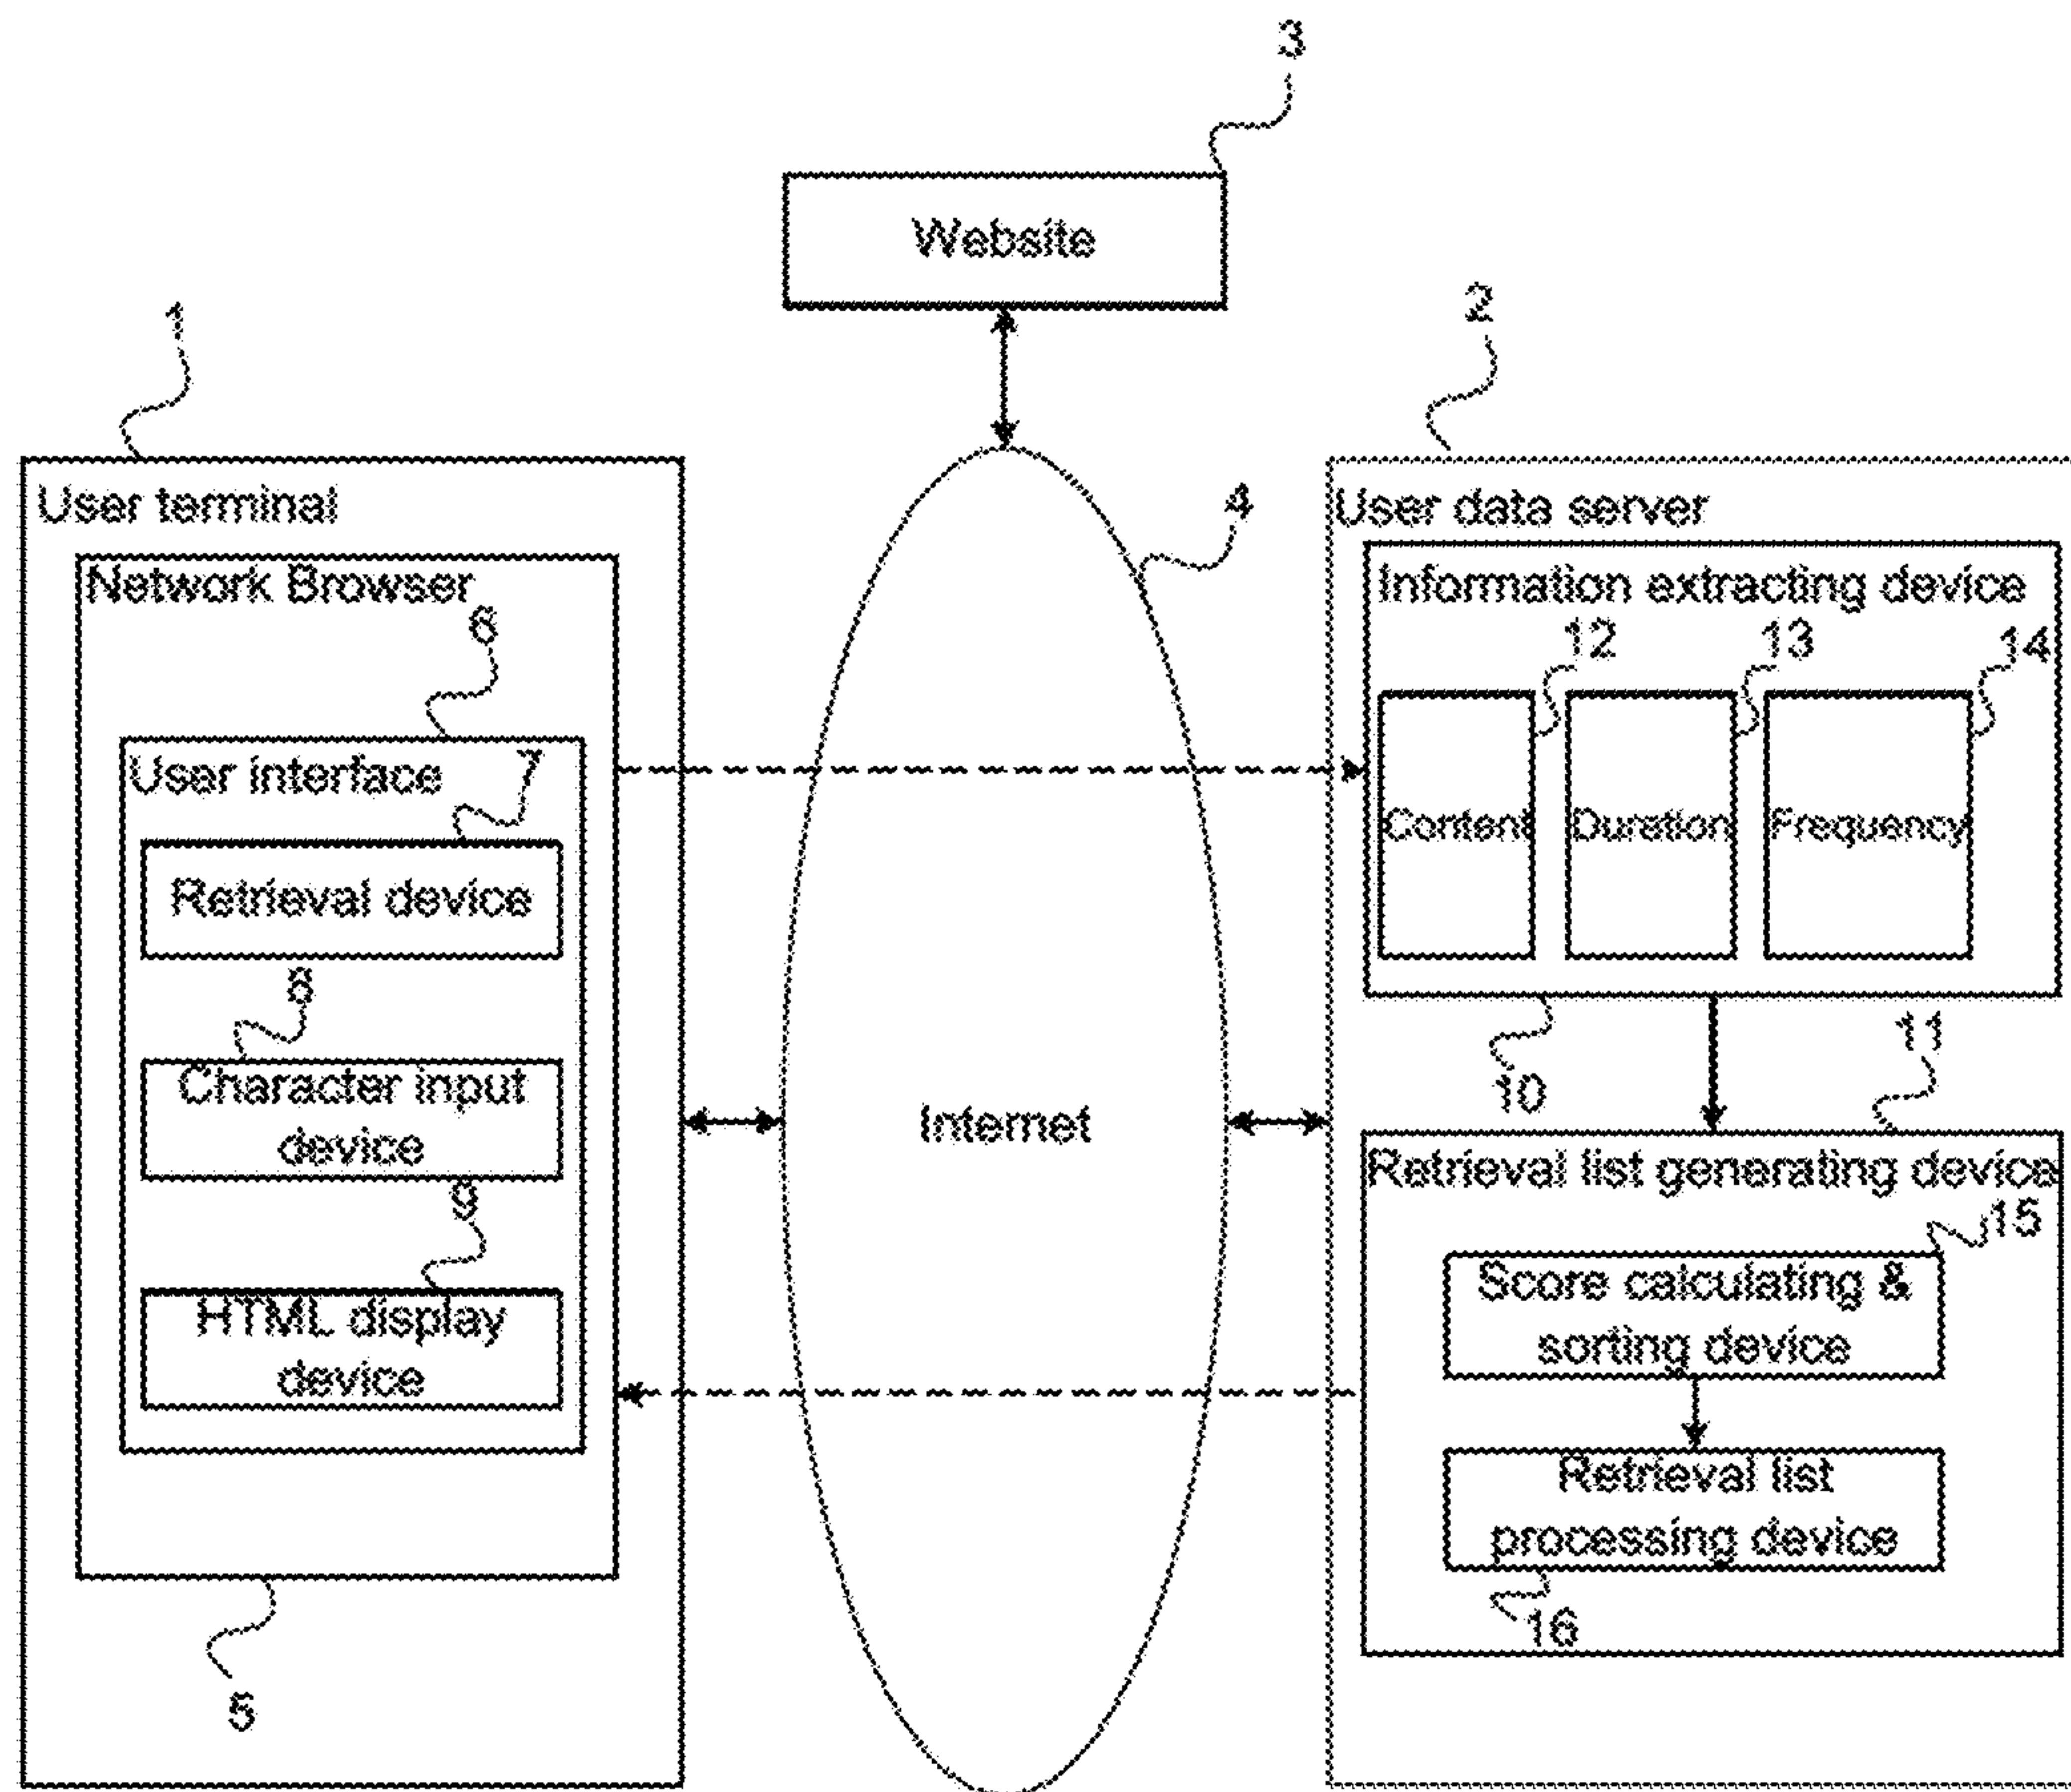 3
Website
1
2
User terminal
4
User data server
Network Browser
6
Information extracting device
12
13
14
User interface
7
Content
Duration
Frequency
Retrieval device
8
10
11
Character input
device
Internet
9
Retrieval list generating device
15
HTML display
device
Score calculating &
sorting device
Retrieval list
processing device
16
5